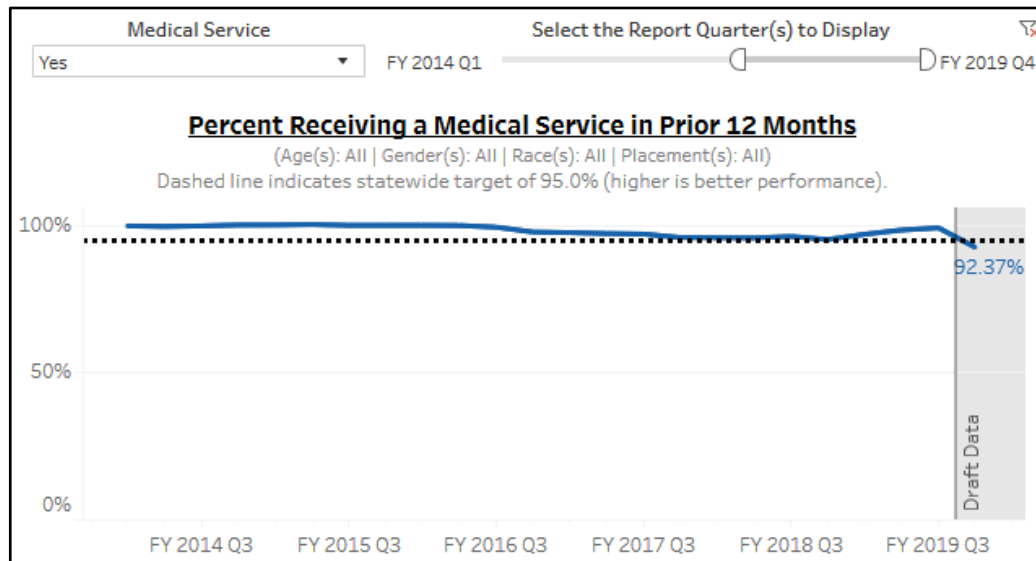 Medical Service
Select the Report Quarter(s) to Display
Yes
FY 2014 Q1
FY 2019 Q4
Percent Receiving a Medical Service in Prior 12 Months
(Age(s): All | Gender(s): All | Race(s): All | Placement(s): All)
Dashed line indicates statewide target of 95.0% (higher is better performance).
100%
92.37%
50%
Draft Data
0%
FY 2014 Q3
FY 2015 Q3
FY 2016 Q3
FY 2017 Q3
FY 2018 Q3
FY 2019 Q3